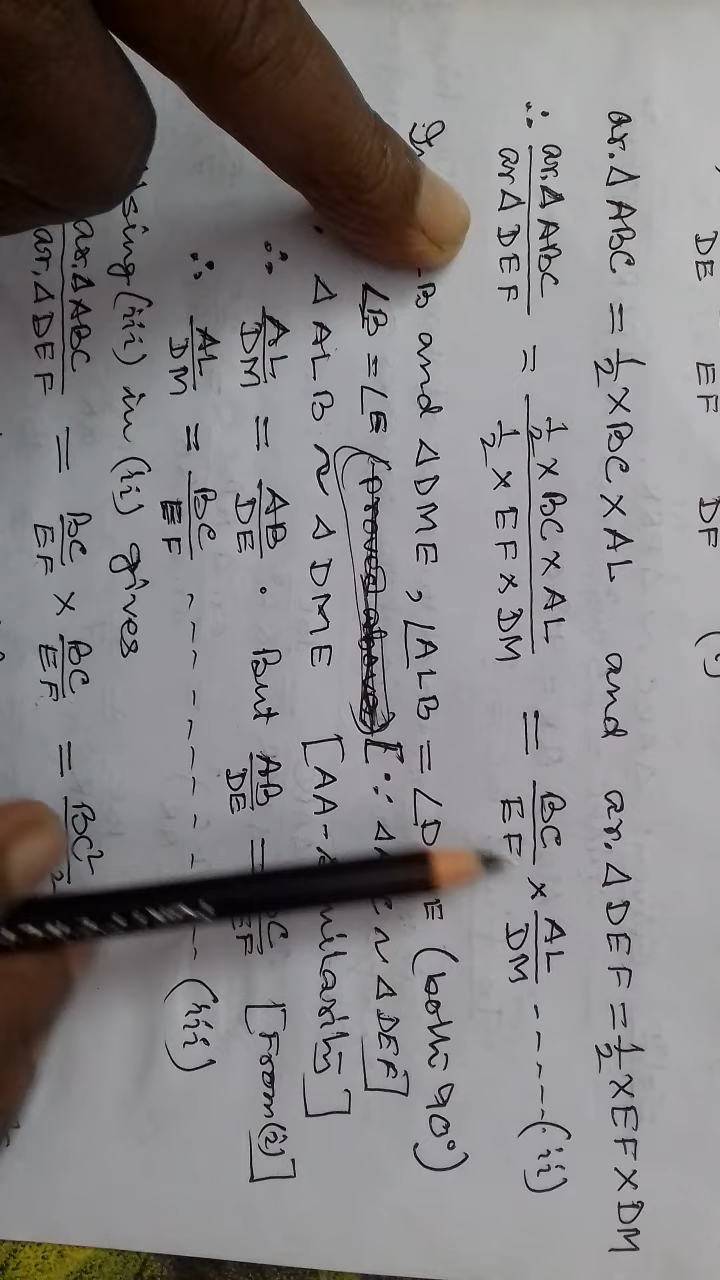 DE EF DF (i)
ar. Δ ABC = 1/2 × BC × AL and ar. Δ DEF = 1/2 × EF × DM
∴ ar. Δ ABC / ar Δ DEF = (1/2 × BC × AL) / (1/2 × EF × DM) = BC/EF × AL/DM ------ (ii)
In B and Δ DME, ∠ALB = ∠D E (both 90°)
∠B = ∠E [∵ Δ C ~ Δ DEF]
Δ ALB ~ Δ DME [AA- milarity]
∴ AL/DM = AB/DE . But AB/DE = C/EF [From (i)]
∴ AL/DM = BC/EF - - - - - - - - (iii)
using (iii) in (ii) gives
ar. Δ ABC / ar. Δ DEF = BC/EF × BC/EF = BC²/ 2